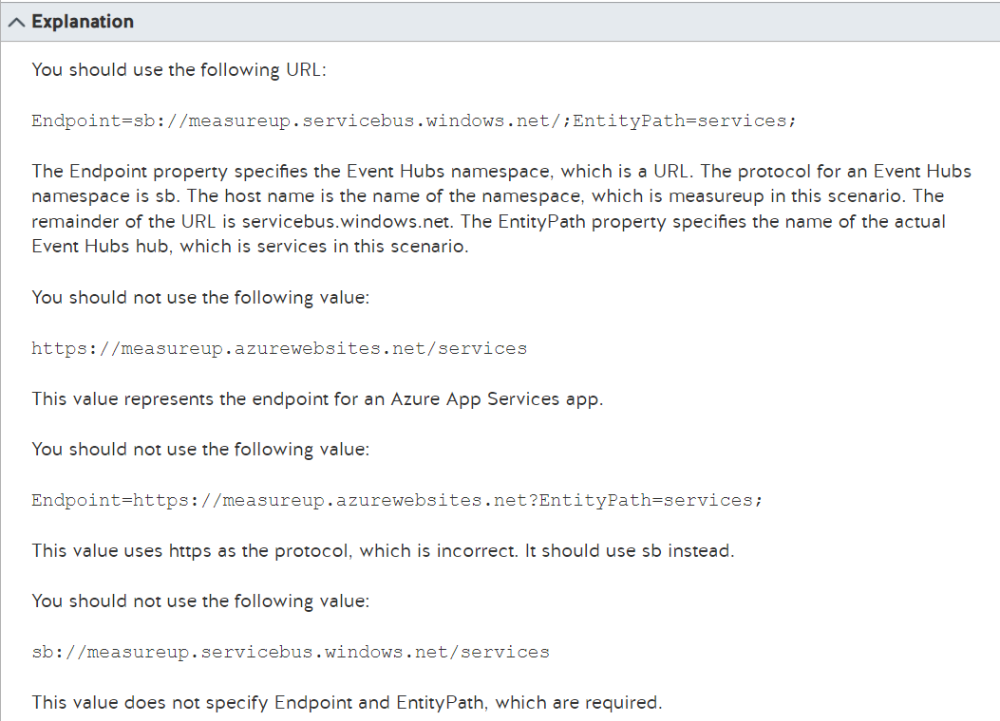 Explanation
You should use the following URL:
Endpoint=sb://measureup.servicebus.windows.net/;EntityPath=services;
The Endpoint property specifies the Event Hubs namespace, which is a URL. The protocol for an Event Hubs
namespace is sb. The host name is the name of the namespace, which is measureup in this scenario. The
remainder of the URL is servicebus.windows.net. The EntityPath property specifies the name of the actual
Event Hubs hub, which is services in this scenario.
You should not use the following value:
https://measureup.azurewebsites.net/services
This value represents the endpoint for an Azure App Services app.
You should not use the following value:
Endpoint=https://measureup.azurewebsites.net?EntityPath=services;
This value uses https as the protocol, which is incorrect. It should use sb instead.
You should not use the following value:
sb://measureup.servicebus.windows.net/services
This value does not specify Endpoint and EntityPath, which are required.